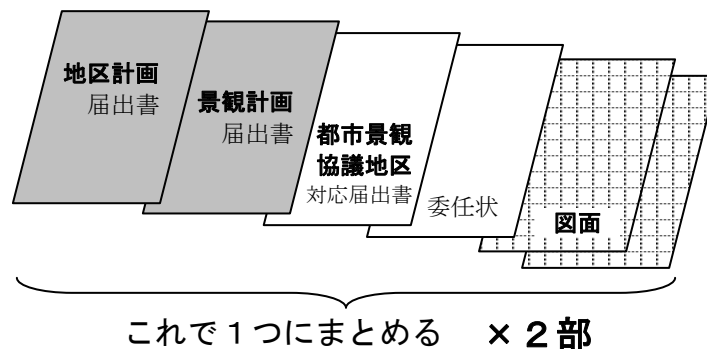 地区計画
届出書
景観計画
届出書
都市景観
協議地区
対応届出書
委任状
図面
これで１つにまとめる　×２部